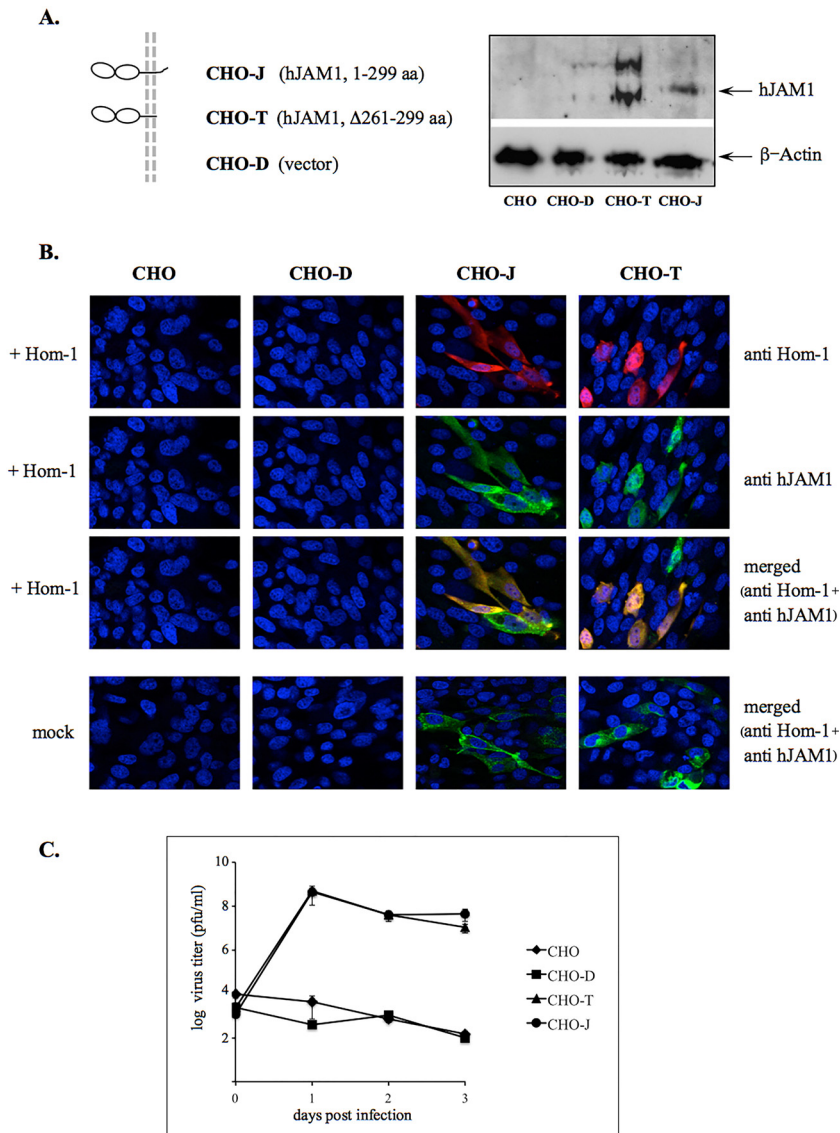 A.
CHO-J (hJAM1, 1-299 aa)
CHO-T (hJAM1, Δ261-299 aa)
CHO-D (vector)
hJAM1
β-Actin
CHO CHO-D CHO-T CHO-J
B.
CHO CHO-D CHO-J CHO-T
+ Hom-1 anti Hom-1
+ Hom-1 anti hJAM1
+ Hom-1 merged
(anti Hom-1+
anti hJAM1)
mock merged
(anti Hom-1+
anti hJAM1)
C.
log virus titer (pfu/ml)
10
8
6
4
2
0 1 2 3
days post infection
CHO
CHO-D
CHO-T
CHO-J